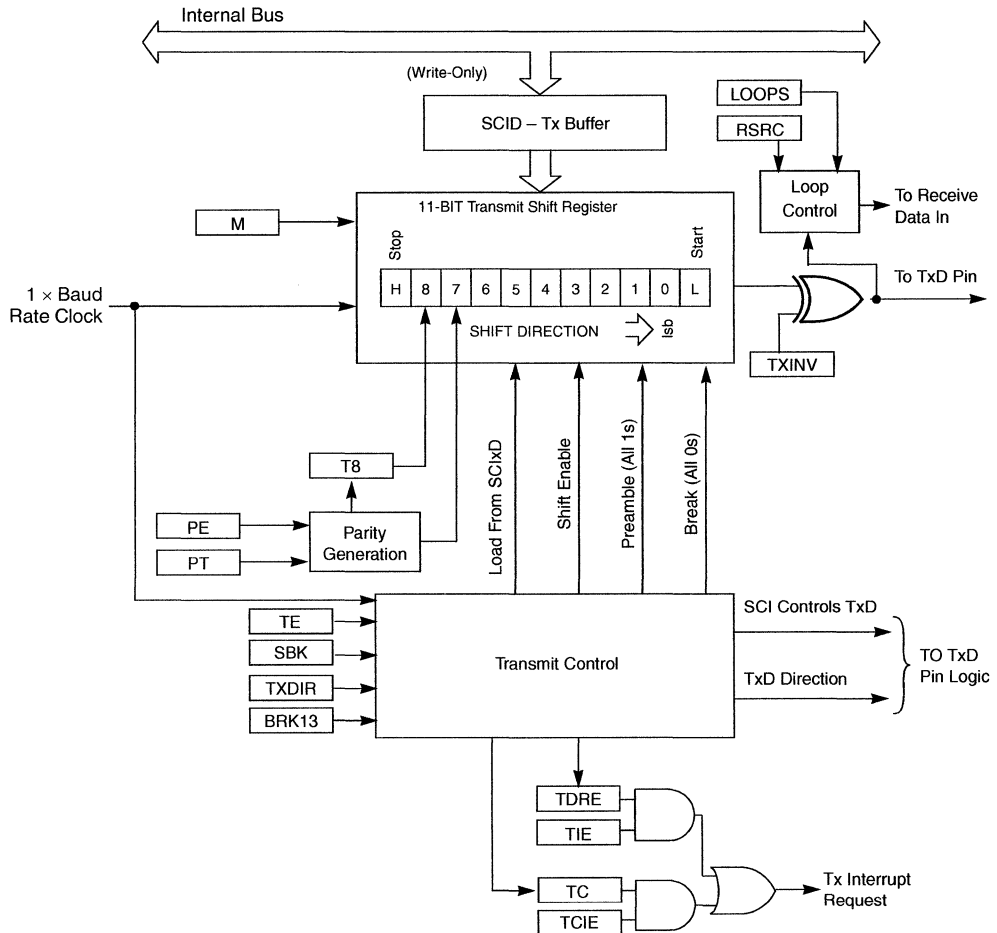 Internal Bus
(Write-Only)
SCID – Tx Buffer
LOOPS
RSRC
Loop
Control
To Receive
Data In
M
11-BIT Transmit Shift Register
Stop
Start
H 8 7 6 5 4 3 2 1 0 L
SHIFT DIRECTION
lsb
1 × Baud
Rate Clock
To TxD Pin
TXINV
T8
PE
PT
Parity
Generation
Load From SCIxD
Shift Enable
Preamble (All 1s)
Break (All 0s)
TE
SBK
TXDIR
BRK13
Transmit Control
SCI Controls TxD
TxD Direction
TO TxD
Pin Logic
TDRE
TIE
TC
TCIE
Tx Interrupt
Request